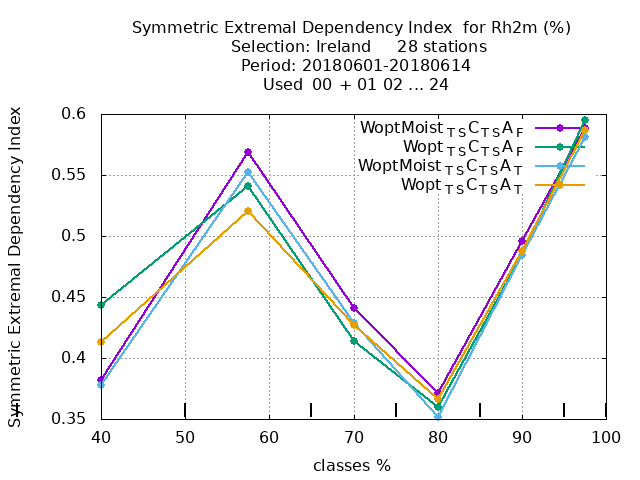 Symmetric Extremal Dependency Index for Rh2m (%)
Selection: Ireland 28 stations
Period: 20180601-20180614
Used 00 + 01 02 ... 24
Symmetric Extremal Dependency Index
0.6
0.55
0.5
0.45
0.4
0.35
WoptMoist TS C TS A F
Wopt TS C TS A F
WoptMoist TS C TS A T
Wopt TS C TS A T
40 50 60 70 80 90 100
classes %